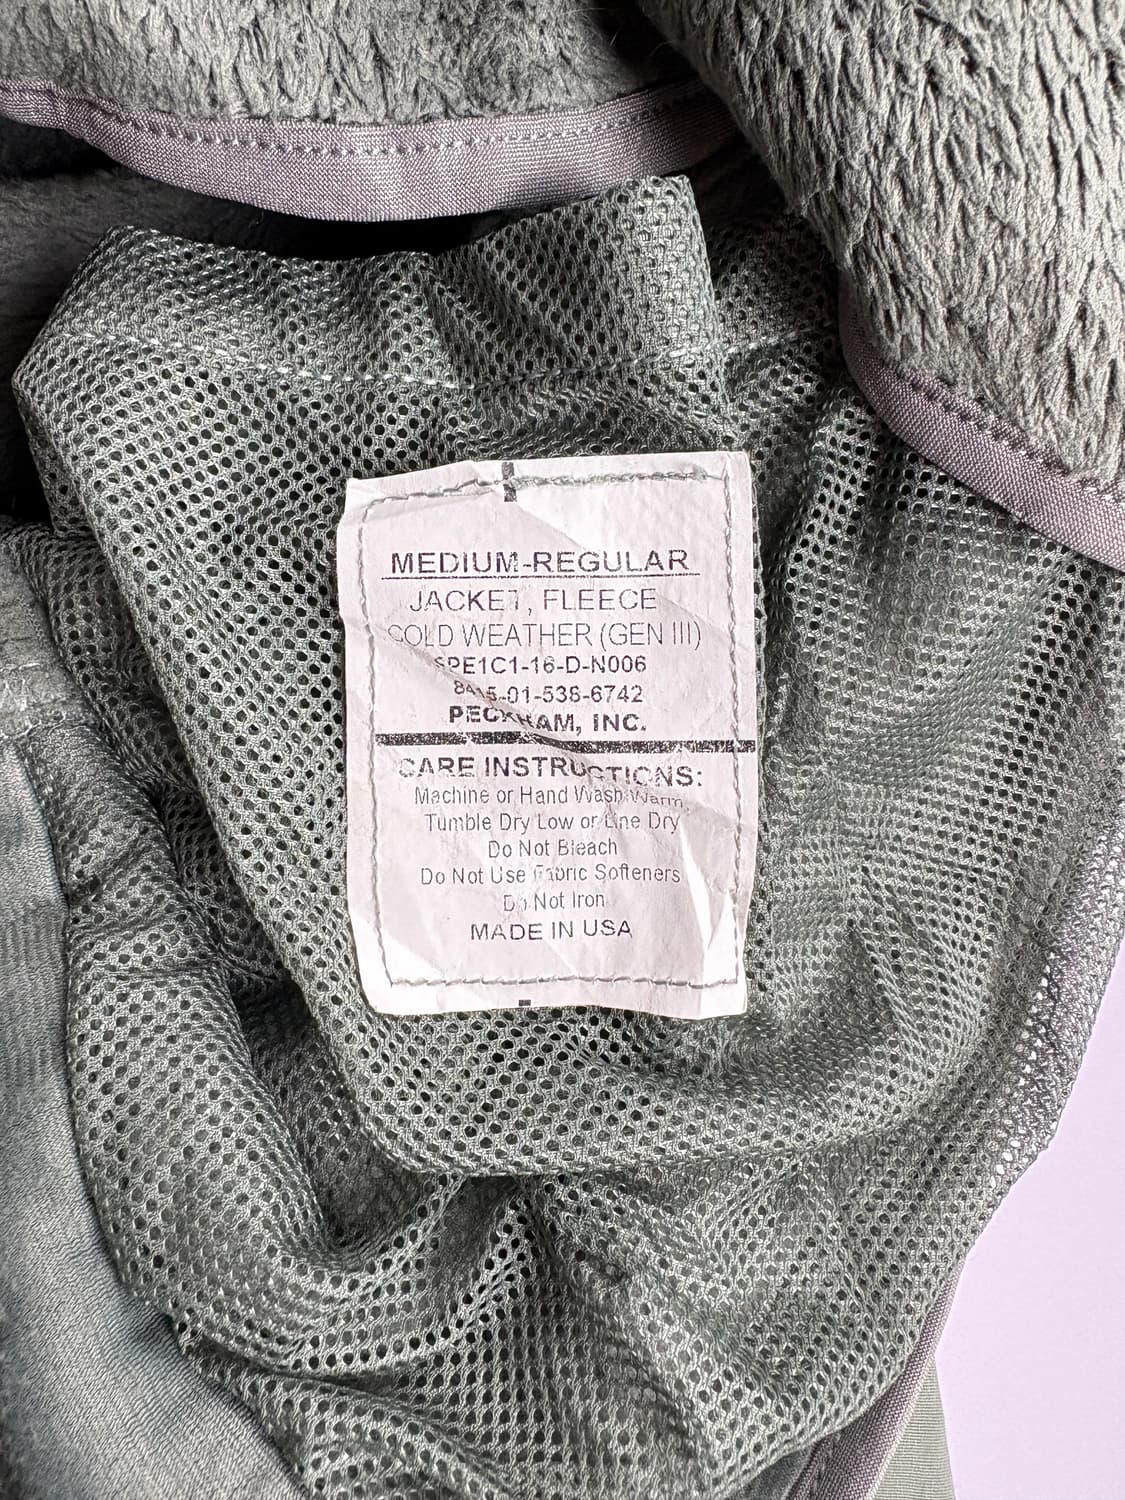 MEDIUM-REGULAR
JACKET, FLEECE
COLD WEATHER (GEN III)
SPE1C1-16-D-N006
8415-01-538-6742
PECKHAM, INC.
CARE INSTRUCTIONS:
Machine or Hand Wash Warm,
Tumble Dry Low or Line Dry
Do Not Bleach
Do Not Use Fabric Softeners
Do Not Iron
MADE IN USA